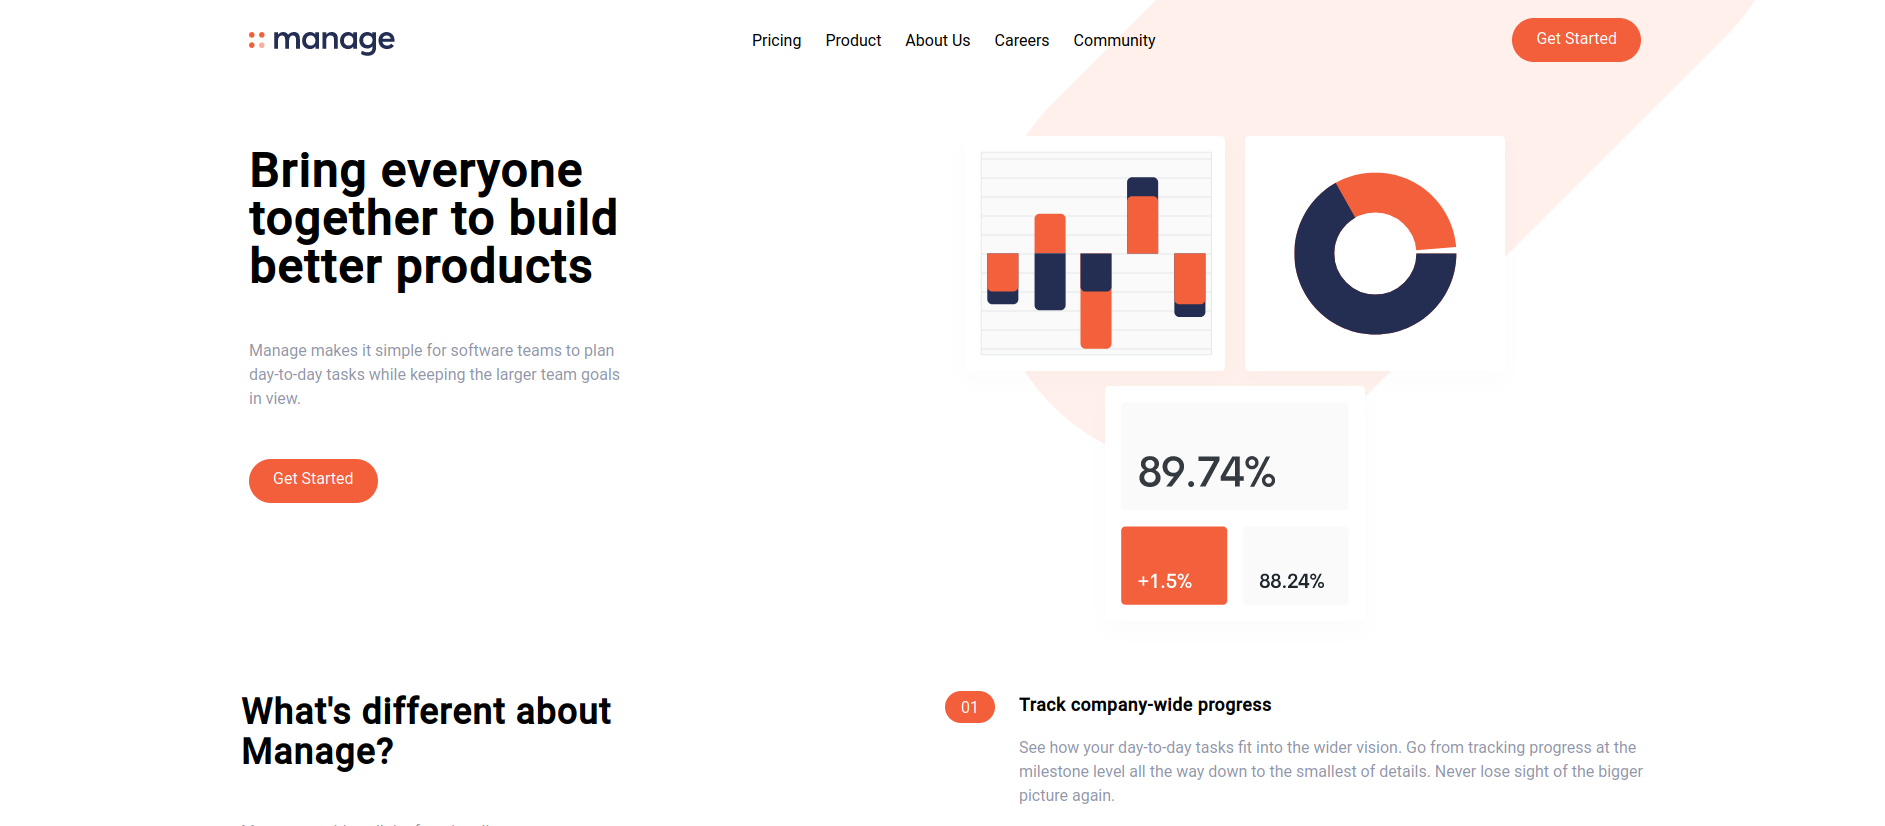 manage
Pricing Product About Us Careers Community
Get Started
Bring everyone
together to build
better products
Manage makes it simple for software teams to plan
day-to-day tasks while keeping the larger team goals
in view.
Get Started
89.74%
+1.5%
88.24%
What's different about
Manage?
01
Track company-wide progress
See how your day-to-day tasks fit into the wider vision. Go from tracking progress at the
milestone level all the way down to the smallest of details. Never lose sight of the bigger
picture again.